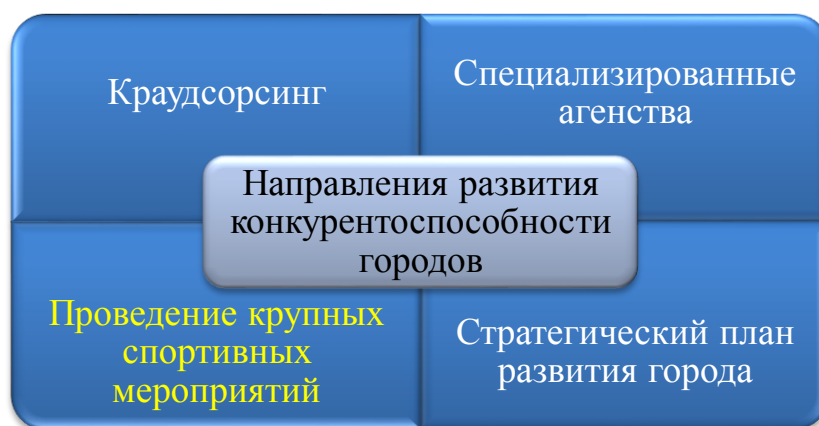 Краудсорсинг
Специализированные
агенства
Направления развития
конкурентоспособности
городов
Проведение крупных
спортивных
мероприятий
Стратегический план
развития города